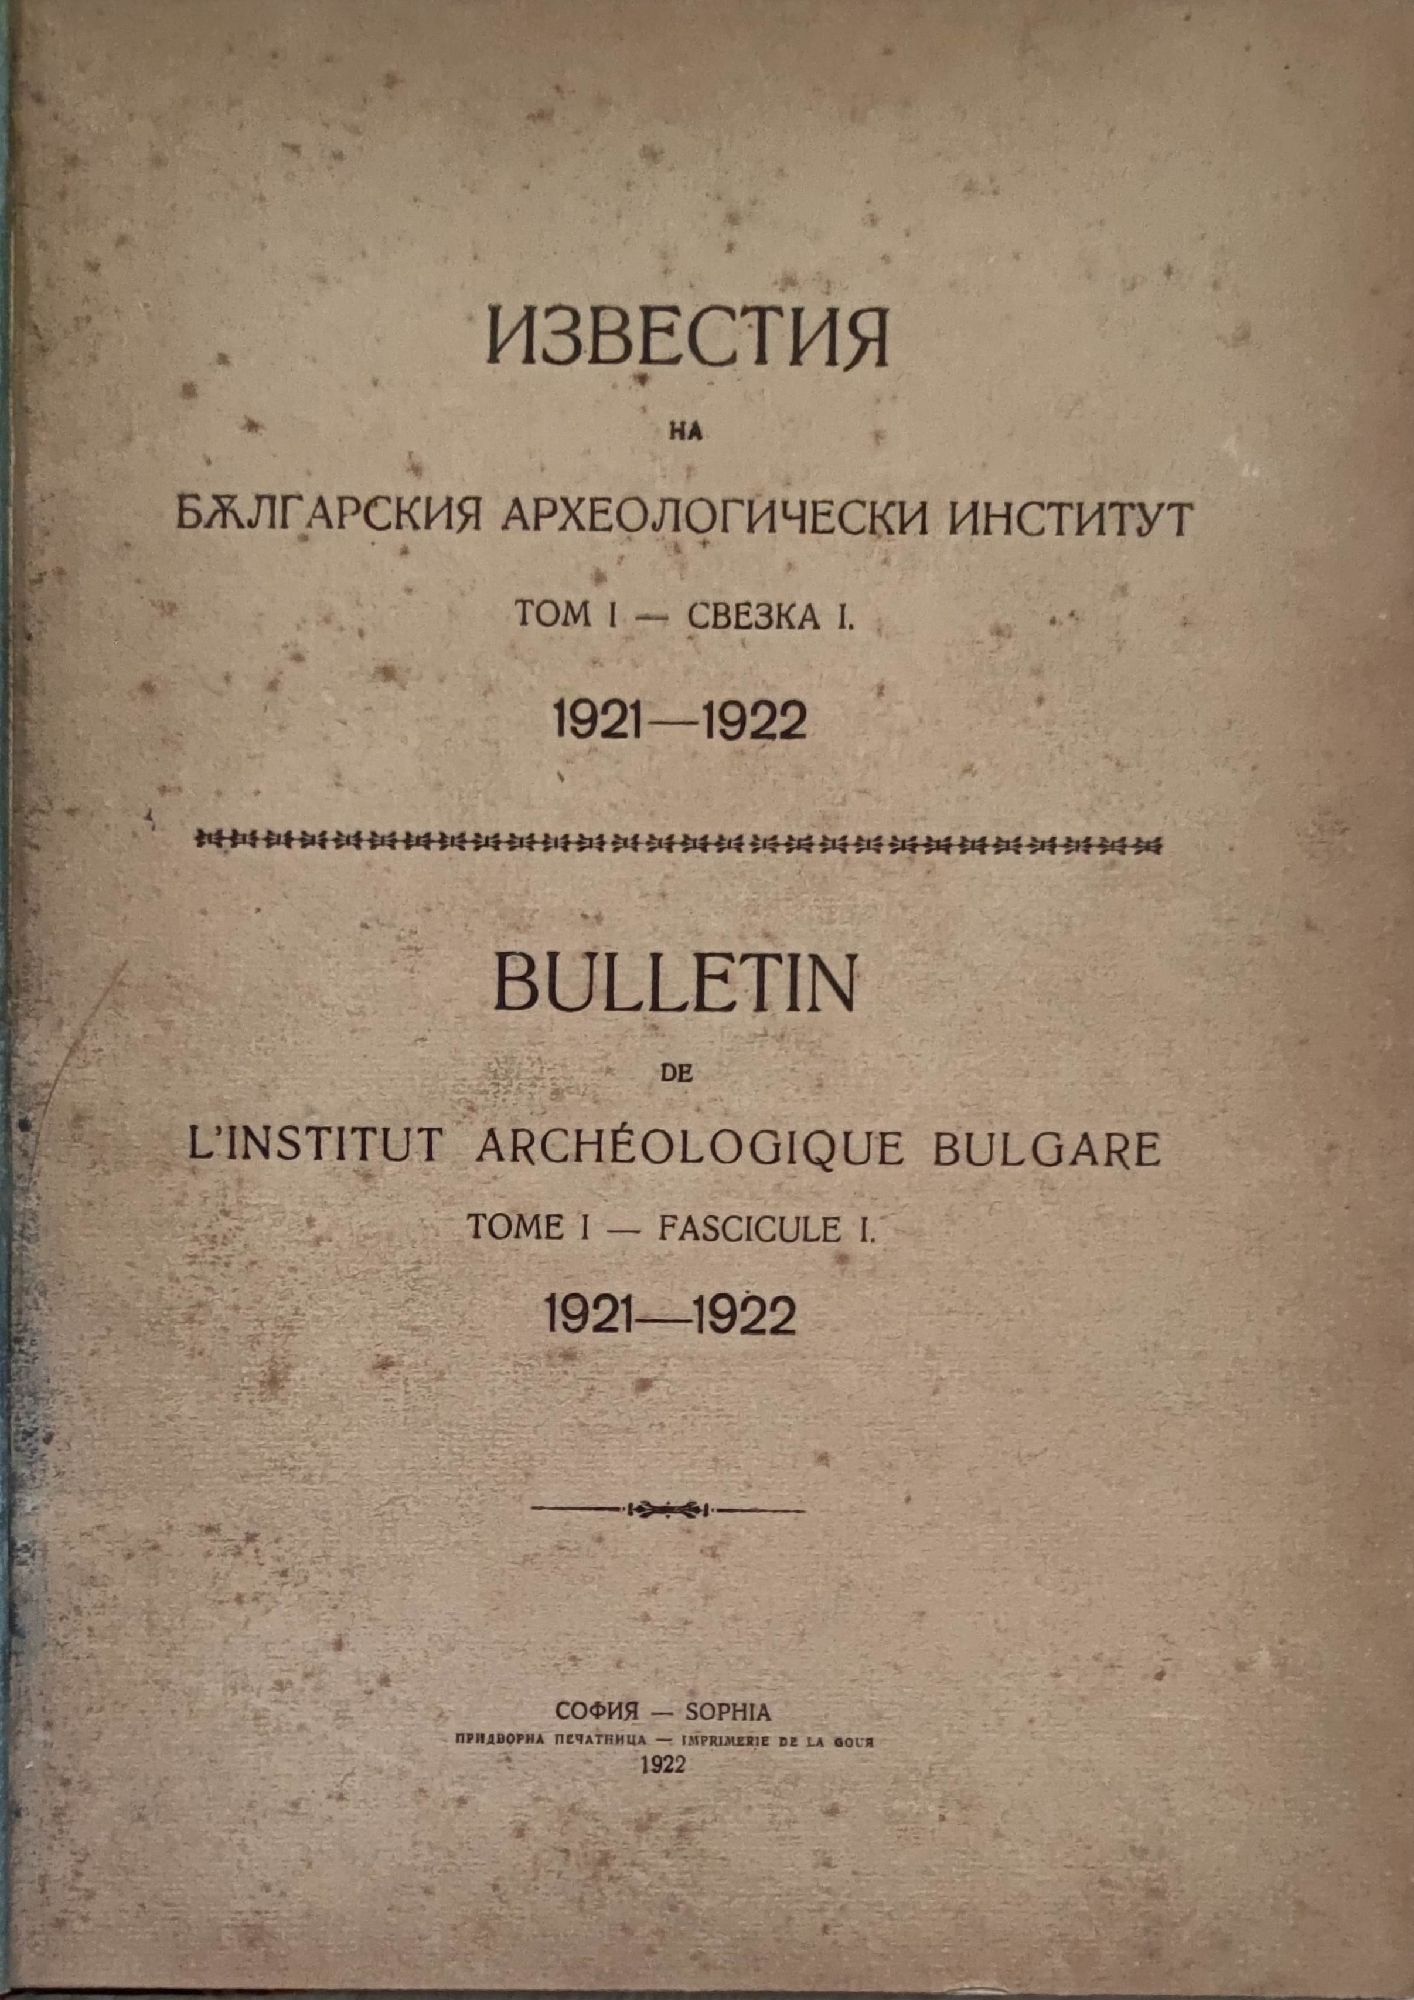 ИЗВЕСТИЯ
НА
БѪЛГАРСКИЯ АРХЕОЛОГИЧЕСКИ ИНСТИТУТ
ТОМ I — СВЕЗКА I.
1921—1922
BULLETIN
DE
L'INSTITUT ARCHÉOLOGIQUE BULGARE
TOME I — FASCICULE I.
1921—1922
СОФИЯ — SOPHIA
ПРИДВОРНА ПЕЧАТНИЦА — IMPRIMERIE DE LA COUR
1922